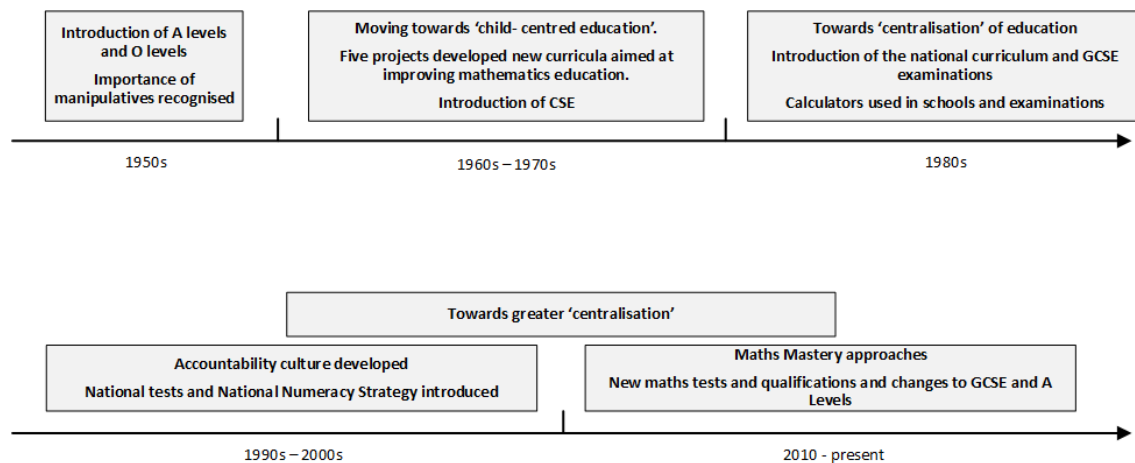 Introduction of A levels
and O levels
Importance of
manipulatives recognised
Moving towards ‘child- centred education’.
Five projects developed new curricula aimed at
improving mathematics education.
Introduction of CSE
Towards ‘centralisation’ of education
Introduction of the national curriculum and GCSE
examinations
Calculators used in schools and examinations
1950s
1960s – 1970s
1980s
Towards greater ‘centralisation’
Accountability culture developed
National tests and National Numeracy Strategy introduced
Maths Mastery approaches
New maths tests and qualifications and changes to GCSE and A
Levels
1990s – 2000s
2010 - present